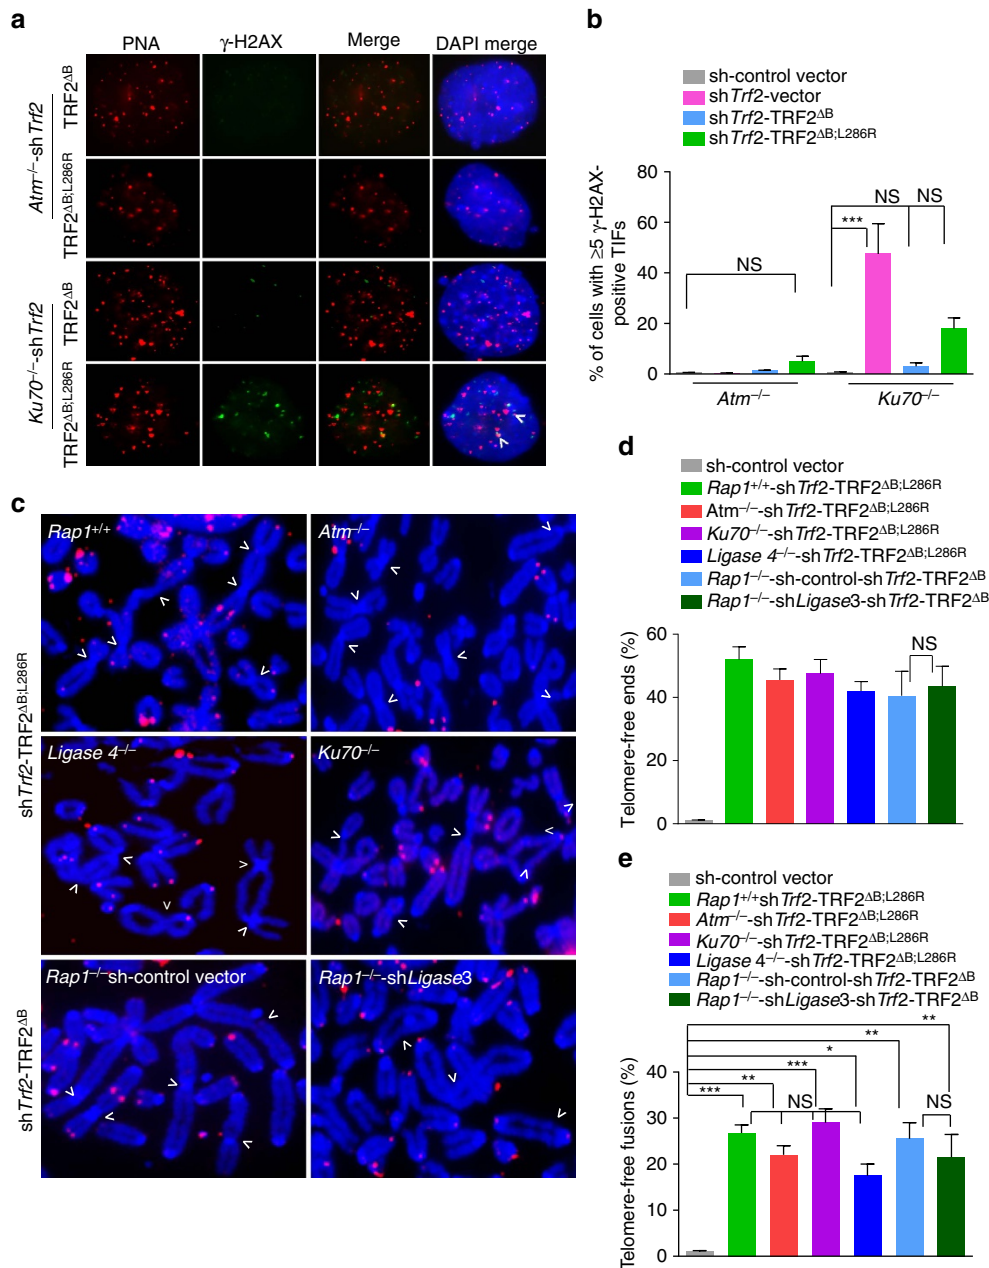 a
PNA γ-H2AX Merge DAPI merge
Atm–/–-shTrf2
TRF2ΔB
TRF2ΔB;L286R
Ku70–/–-shTrf2
TRF2ΔB
TRF2ΔB;L286R
b
sh-control vector
shTrf2-vector
shTrf2-TRF2ΔB
shTrf2-TRF2ΔB;L286R
% of cells with ≥5 γ-H2AX-
positive TIFs
80
60
40
20
0
NS
***
NS
NS
Atm–/–
Ku70–/–
c
shTrf2-TRF2ΔB;L286R
Rap1+/+
Atm–/–
Ligase 4–/–
Ku70–/–
shTrf2-TRF2ΔB
Rap1–/–sh-control vector
Rap1–/–-shLigase3
d
sh-control vector
Rap1+/+-shTrf2-TRF2ΔB;L286R
Atm–/–-shTrf2-TRF2ΔB;L286R
Ku70–/–-shTrf2-TRF2ΔB;L286R
Ligase 4–/–-shTrf2-TRF2ΔB;L286R
Rap1–/–-sh-control-shTrf2-TRF2ΔB
Rap1–/–-shLigase3-shTrf2-TRF2ΔB
Telomere-free ends (%)
60
40
20
0
NS
e
sh-control vector
Rap1+/+shTrf2-TRF2ΔB;L286R
Atm–/–-shTrf2-TRF2ΔB;L286R
Ku70–/–-shTrf2-TRF2ΔB;L286R
Ligase 4–/–-shTrf2-TRF2ΔB;L286R
Rap1–/–-sh-control-shTrf2-TRF2ΔB
Rap1–/–-shLigase3-shTrf2-TRF2ΔB
Telomere-free fusions (%)
40
30
20
10
0
**
**
*
***
**
***
NS
NS